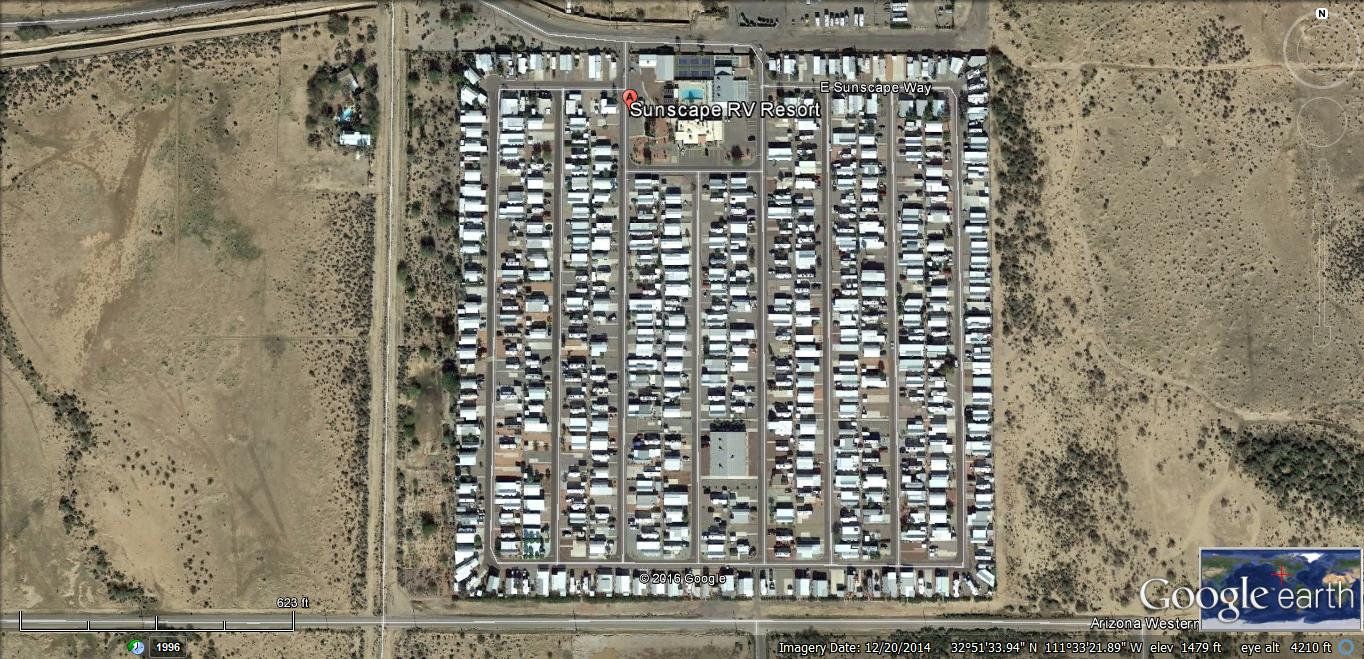 N
E Sunscape Way
A
Sunscape RV Resort
© 2016 Google
623 ft
Google earth
Arizona Western
1996
Imagery Date: 12/20/2014 32°51'33.94" N 111°33'21.89" W elev 1479 ft eye alt 4210 ft